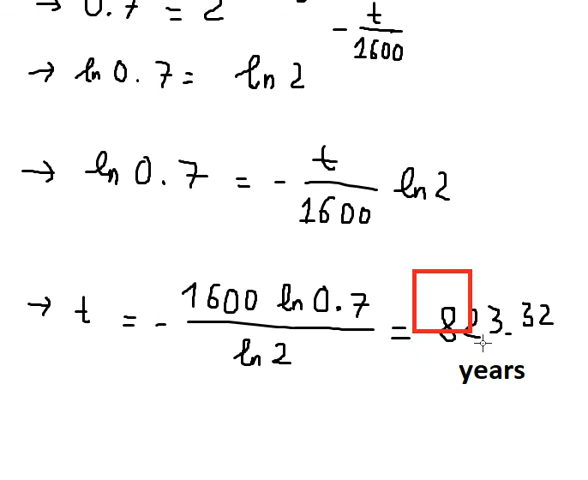 → 0.7 = 2
- t/1600
→ ln 0.7 = ln 2
→ ln 0.7 = - t/1600 ln 2
→ t = - 1600 ln 0.7 / ln 2 = 823.32
years